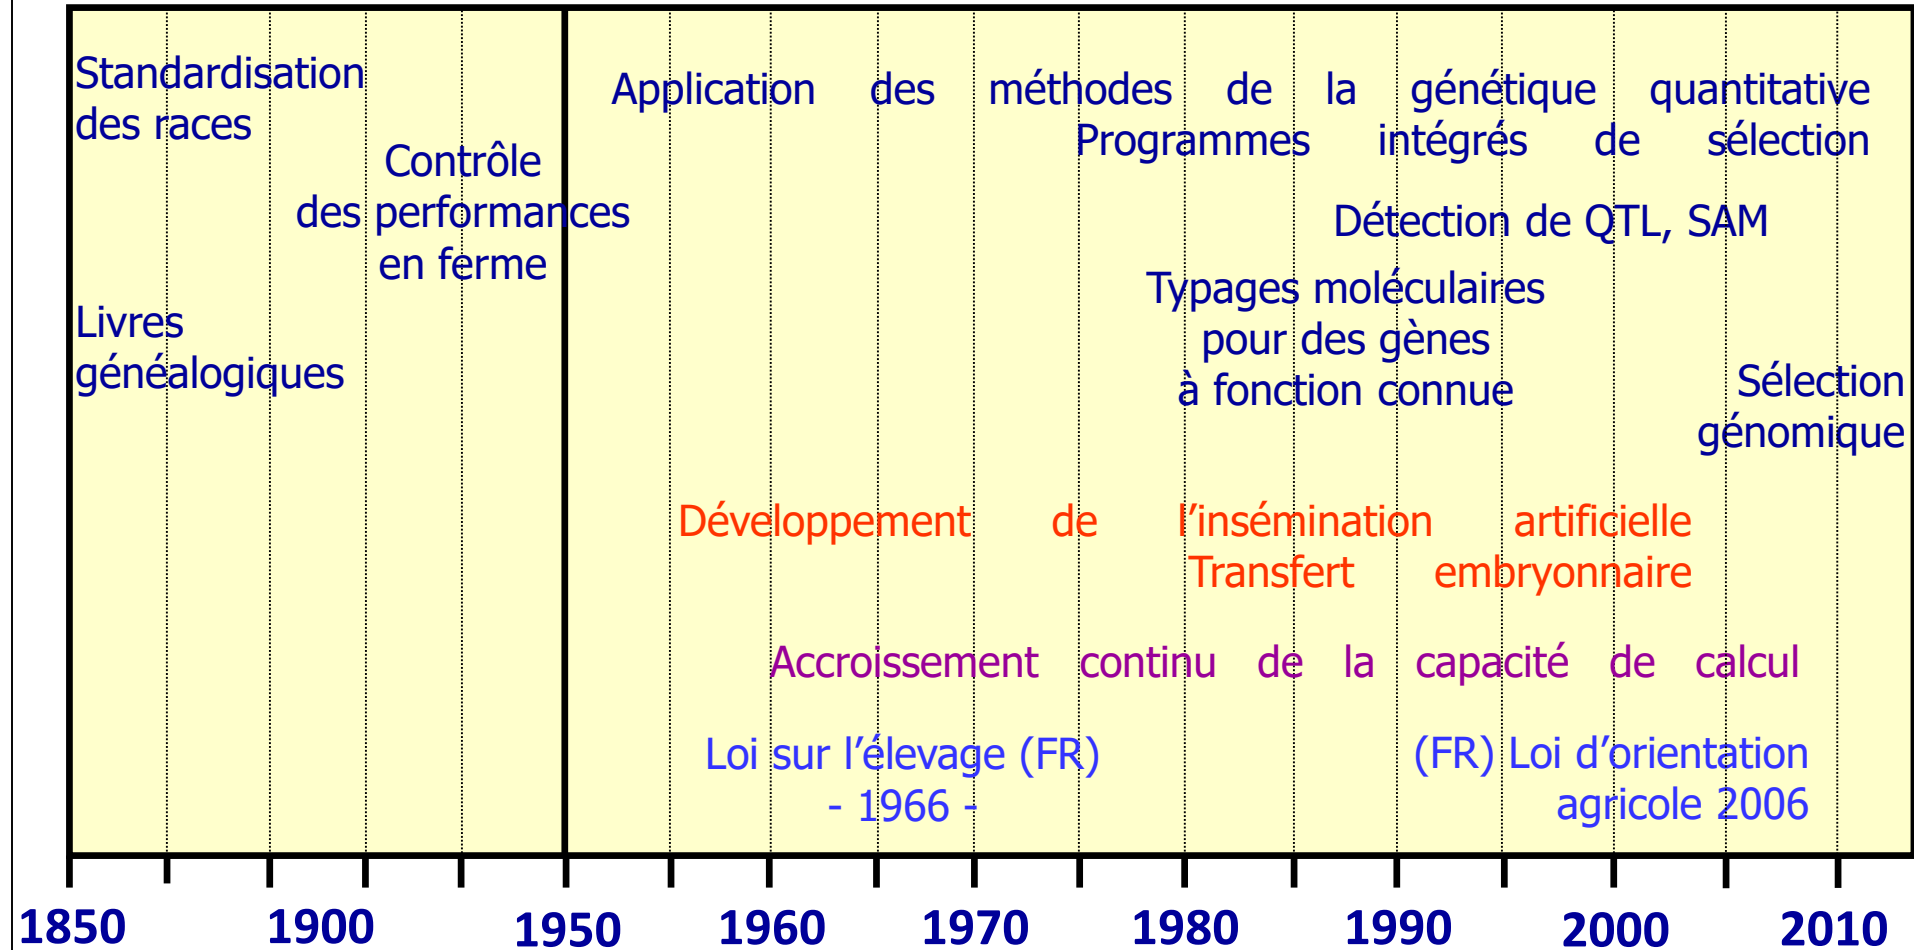 Standardisation
des races
Contrôle
des performances
en ferme
Livres
généalogiques
Application des méthodes de la génétique quantitative
Programmes intégrés de sélection
Détection de QTL, SAM
Typages moléculaires
pour des gènes
à fonction connue
Sélection
génomique
Développement de l’insémination artificielle
Transfert embryonnaire
Accroissement continu de la capacité de calcul
Loi sur l’élevage (FR)
- 1966 -
(FR) Loi d’orientation
agricole 2006
1850 1900 1950 1960 1970 1980 1990 2000 2010